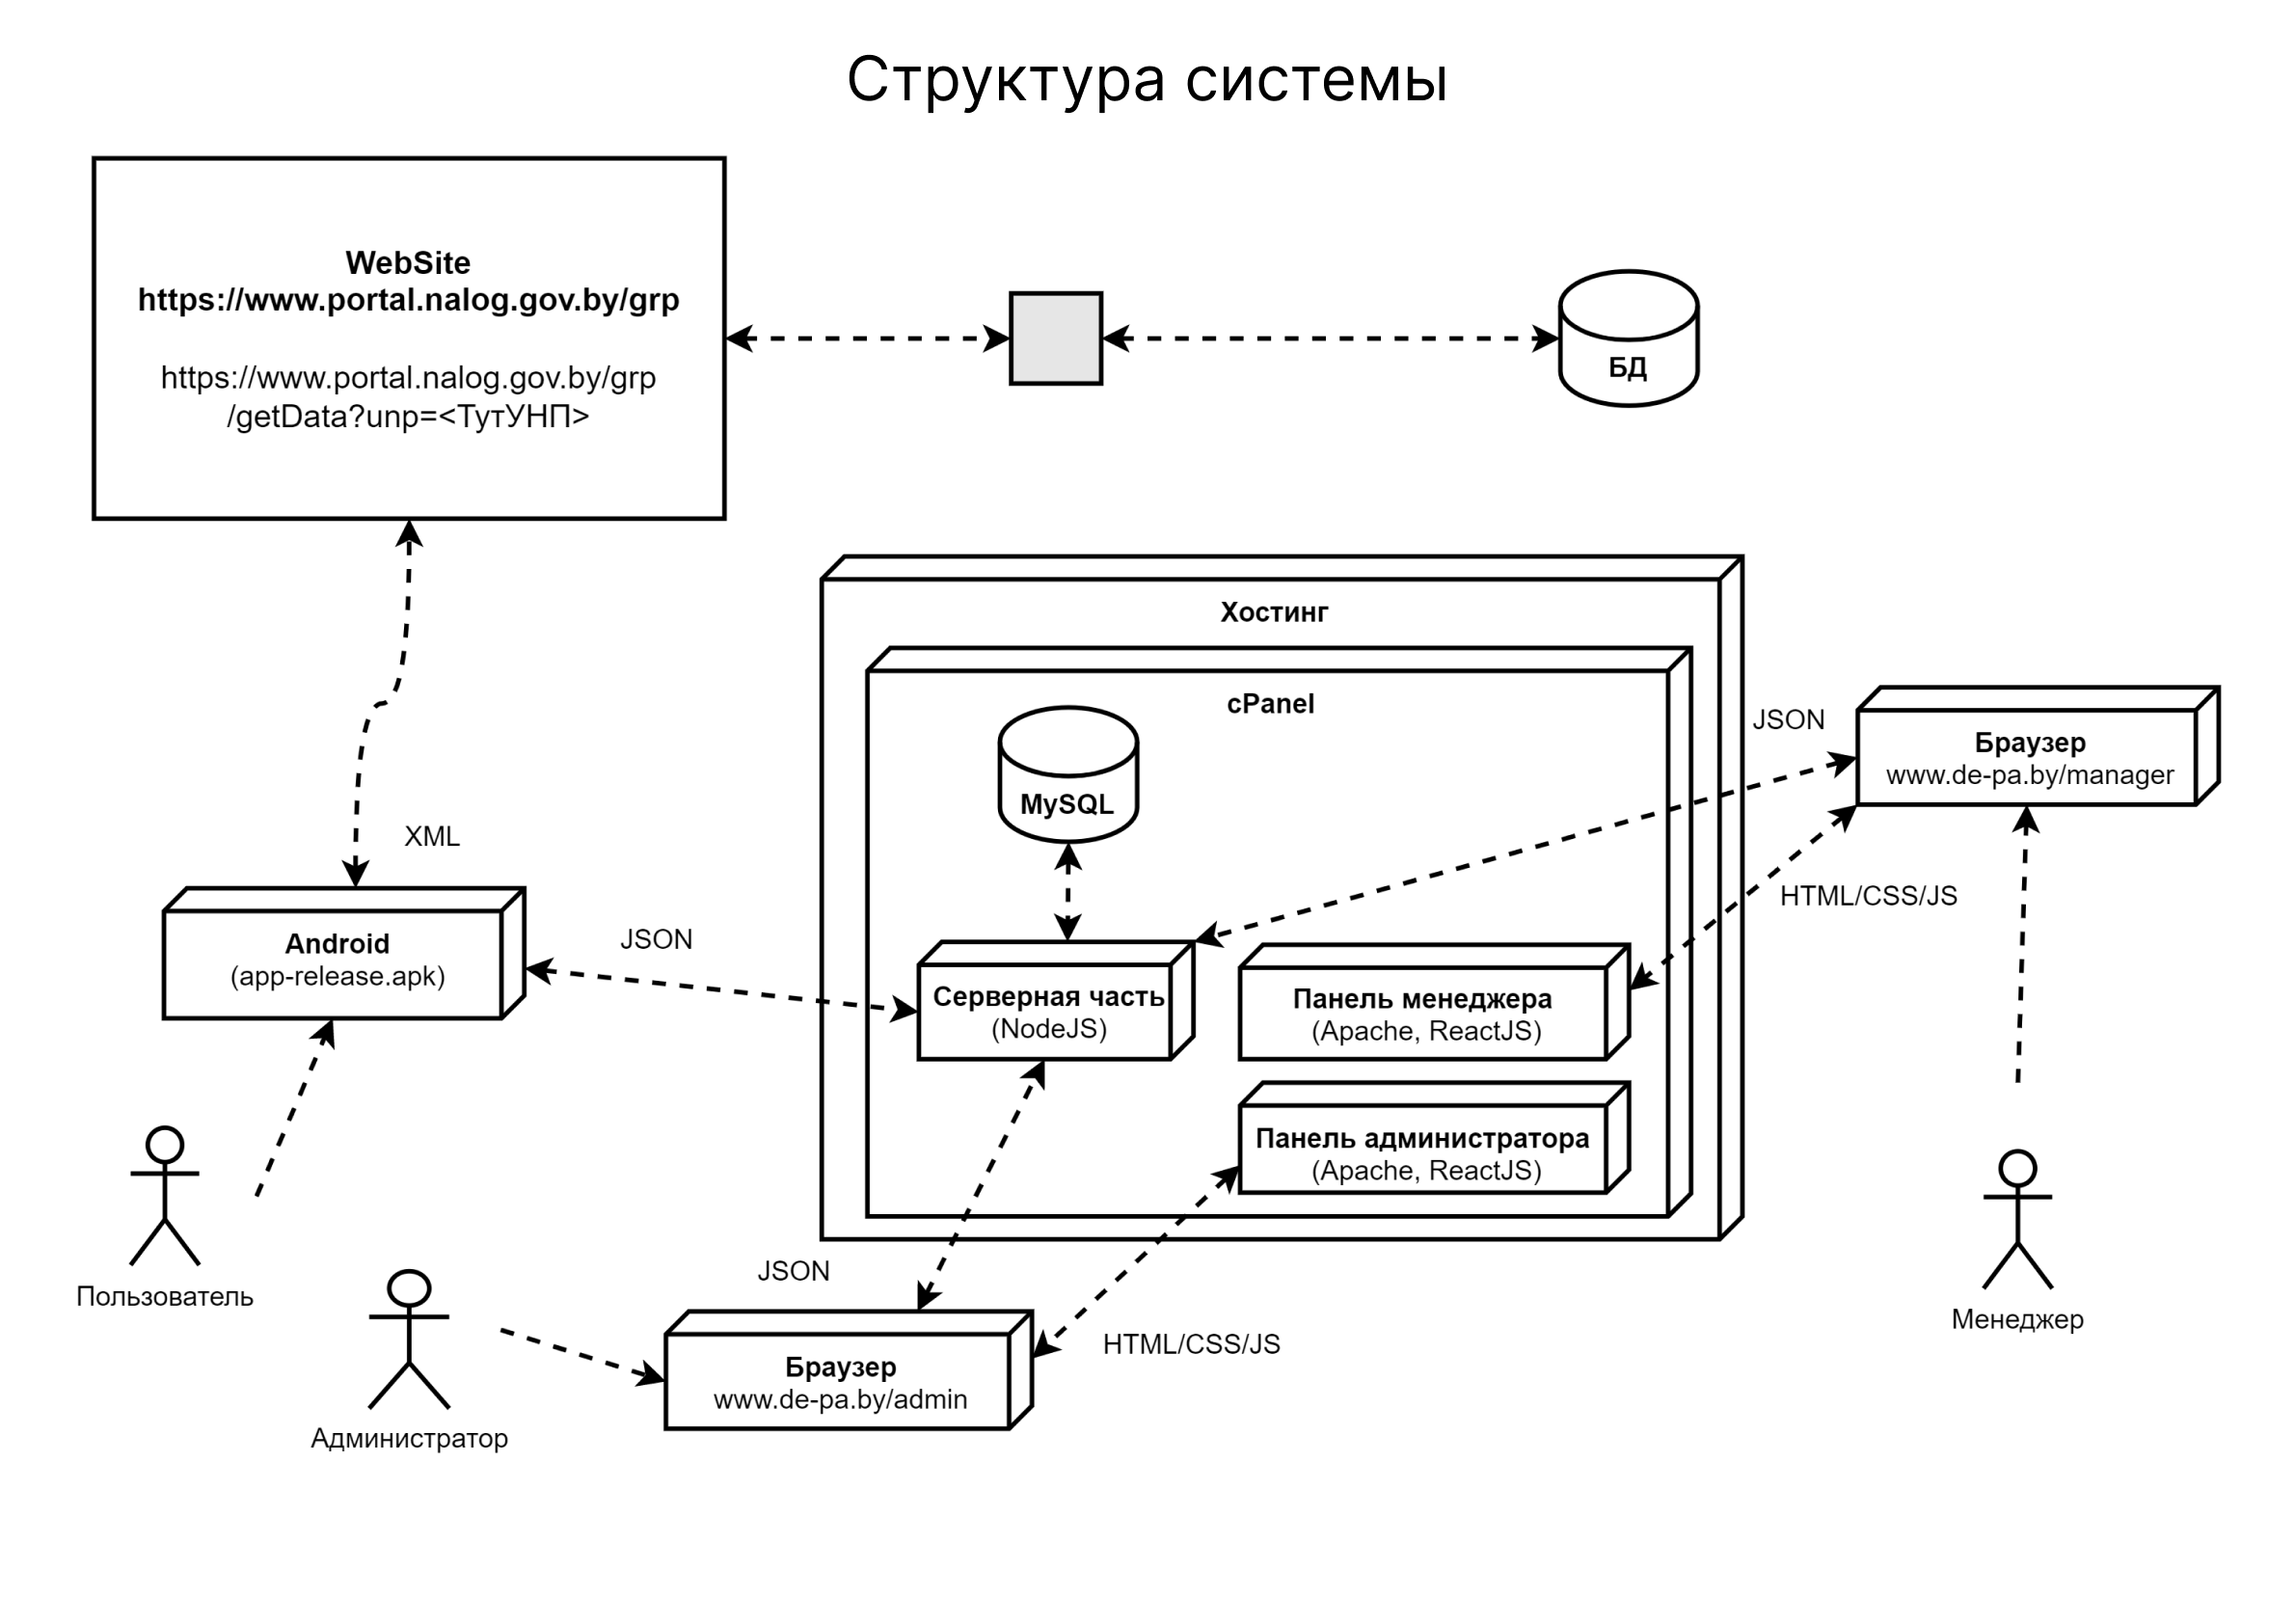 Структура системы
WebSite
https://www.portal.nalog.gov.by/grp
https://www.portal.nalog.gov.by/grp
/getData?unp=<ТутУНП>
БД
Хостинг
cPanel
MySQL
JSON
Браузер
www.de-pa.by/manager
XML
HTML/CSS/JS
Android
(app-release.apk)
JSON
Серверная часть
(NodeJS)
Панель менеджера
(Apache, ReactJS)
Панель администратора
(Apache, ReactJS)
Пользователь
JSON
Менеджер
HTML/CSS/JS
Браузер
www.de-pa.by/admin
Администратор